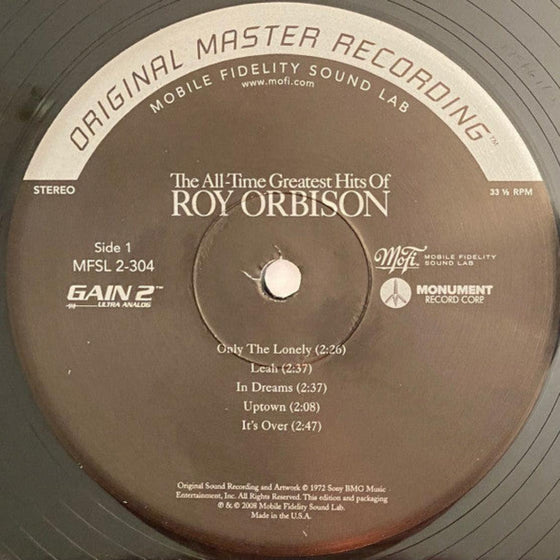 ORIGINAL MASTER RECORDING™
MOBILE FIDELITY SOUND LAB
www.mofi.com
STEREO
33 ⅓ RPM
The All-Time Greatest Hits Of
ROY ORBISON
Side 1
MFSL 2-304
GAIN 2™
ULTRA ANALOG
MoFi
MOBILE FIDELITY
SOUND LAB
MONUMENT
RECORD CORP.
Only The Lonely (2:26)
Leah (2:37)
In Dreams (2:37)
Uptown (2:08)
It's Over (2:47)
Original Sound Recording and Artwork © 1972 Sony BMG Music
Entertainment, Inc. All Rights Reserved. This edition and packaging
℗ & © 2008 Mobile Fidelity Sound Lab.
Made in the U.S.A.